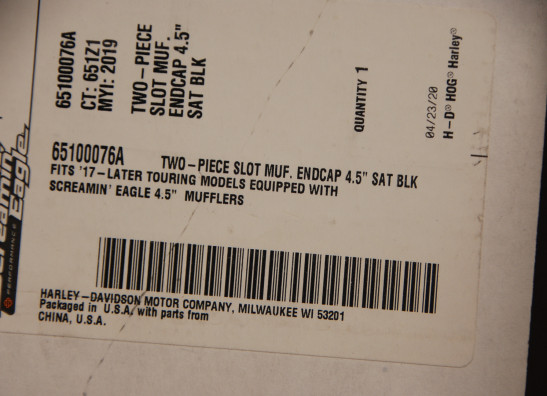 65100076A
CT: 651Z1
MYI: 2019
TWO-PIECE
SLOT MUF.
ENDCAP 4.5"
SAT BLK
QUANTITY 1
04/23/20
H-D® HOG® Harley®
65100076A TWO-PIECE SLOT MUF. ENDCAP 4.5" SAT BLK
FITS '17-LATER TOURING MODELS EQUIPPED WITH
SCREAMIN' EAGLE 4.5" MUFFLERS
HARLEY-DAVIDSON MOTOR COMPANY, MILWAUKEE WI 53201
Packaged in U.S.A. with parts from
CHINA, U.S.A.
Eagle
PERFORMANCE